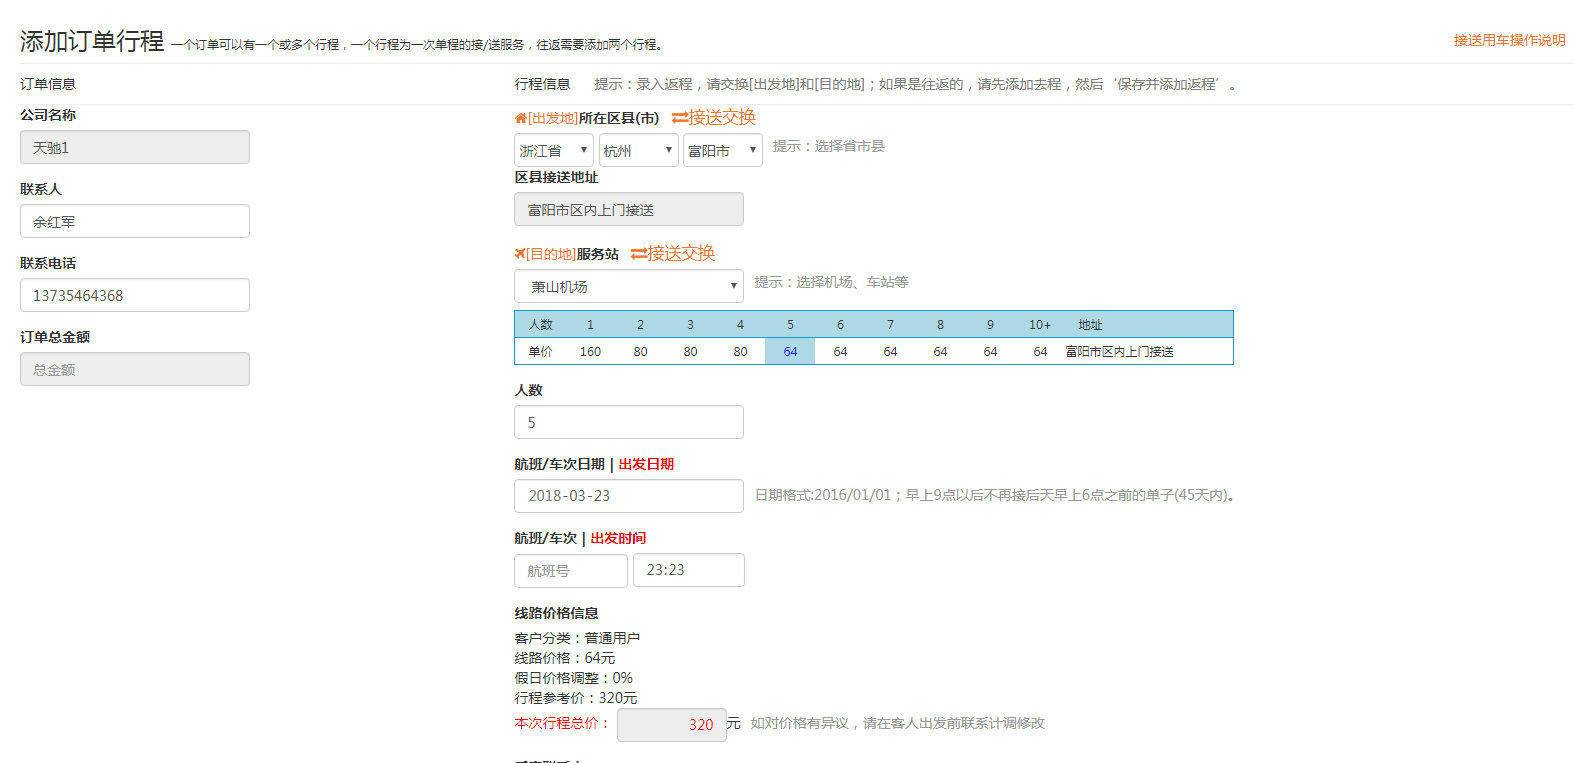 添加订单行程 一个订单可以有一个或多个行程，一个行程为一次单程的接/送服务，往返需要添加两个行程。
接送用车操作说明
订单信息
公司名称
天驰1
联系人
余红军
联系电话
13735464368
订单总金额
总金额
行程信息 提示：录入返程，请交换[出发地]和[目的地]；如果是往返的，请先添加去程，然后‘保存并添加返程’。
[出发地]所在区县(市) 接送交换
浙江省 杭州 富阳市 提示：选择省市县
区县接送地址
富阳市区内上门接送
[目的地]服务站 接送交换
萧山机场 提示：选择机场、车站等
人数 1 2 3 4 5 6 7 8 9 10+ 地址
单价 160 80 80 80 64 64 64 64 64 64 富阳市区内上门接送
人数
5
航班/车次日期 | 出发日期
2018-03-23 日期格式:2016/01/01；早上9点以后不再接后天早上6点之前的单子(45天内)。
航班/车次 | 出发时间
航班号 23:23
线路价格信息
客户分类：普通用户
线路价格：64元
假日价格调整：0%
行程参考价：320元
本次行程总价： 320 元 如对价格有异议，请在客人出发前联系计调修改